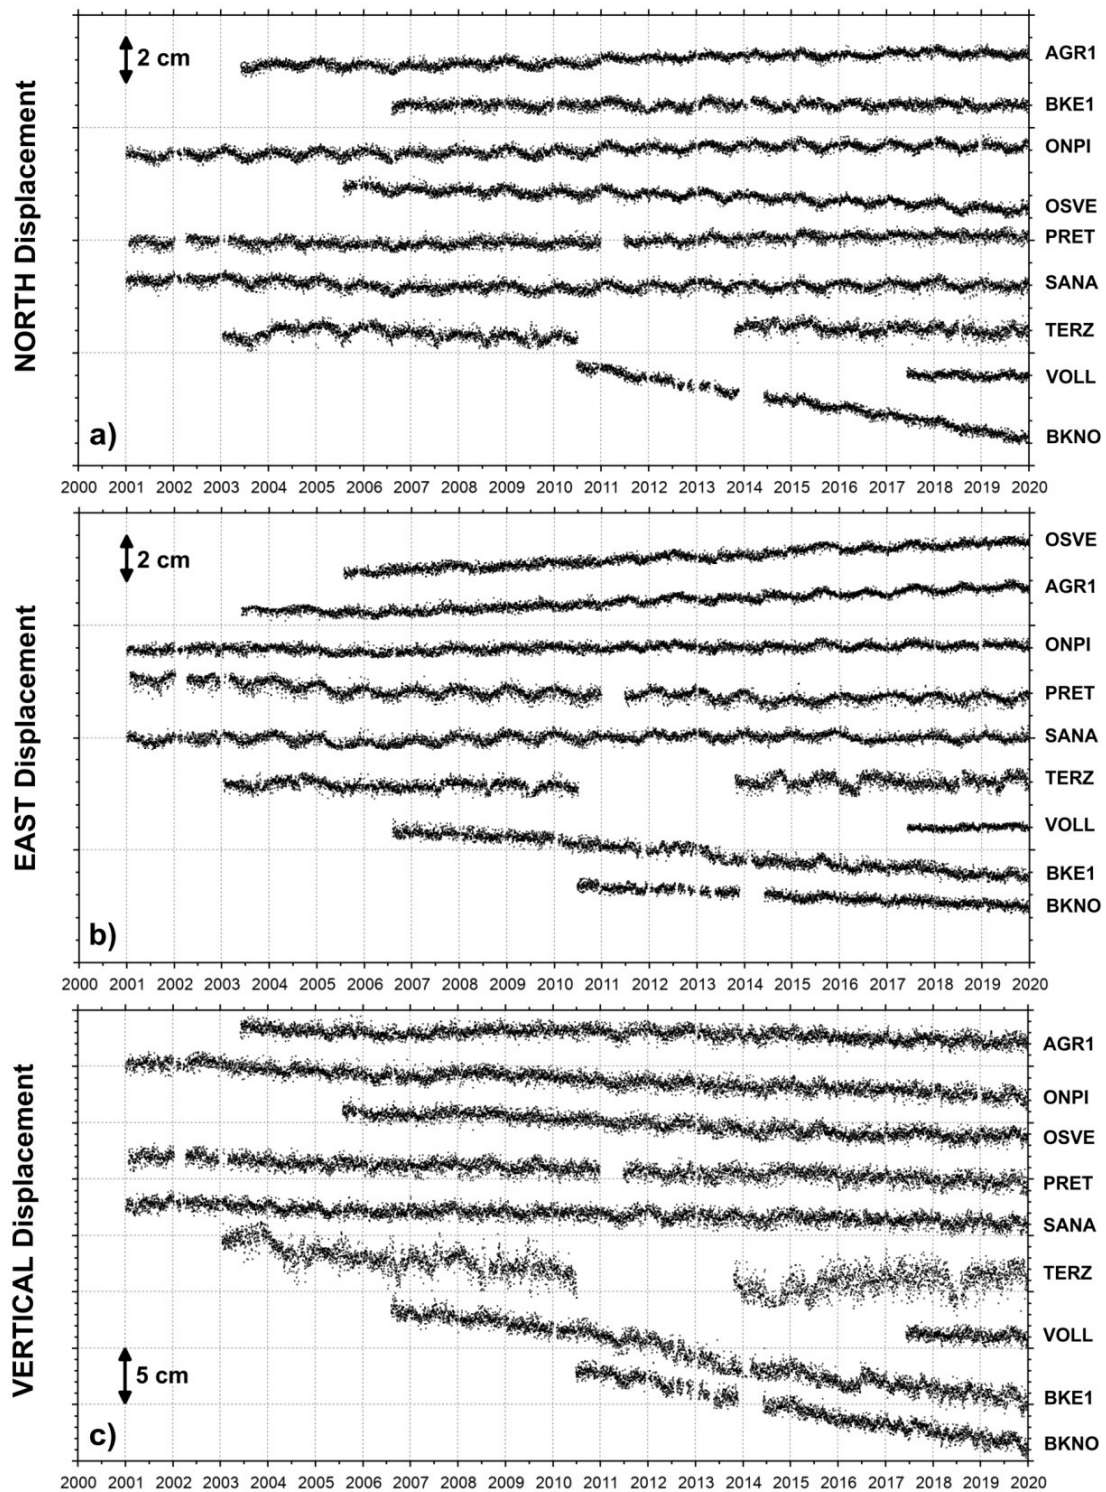 NORTH Displacement
2 cm
AGR1
BKE1
ONPI
OSVE
PRET
SANA
TERZ
VOLL
BKNO
a)
2000 2001 2002 2003 2004 2005 2006 2007 2008 2009 2010 2011 2012 2013 2014 2015 2016 2017 2018 2019 2020
EAST Displacement
2 cm
OSVE
AGR1
ONPI
PRET
SANA
TERZ
VOLL
BKE1
BKNO
b)
2000 2001 2002 2003 2004 2005 2006 2007 2008 2009 2010 2011 2012 2013 2014 2015 2016 2017 2018 2019 2020
VERTICAL Displacement
AGR1
ONPI
OSVE
PRET
SANA
TERZ
VOLL
5 cm
BKE1
BKNO
c)
2000 2001 2002 2003 2004 2005 2006 2007 2008 2009 2010 2011 2012 2013 2014 2015 2016 2017 2018 2019 2020